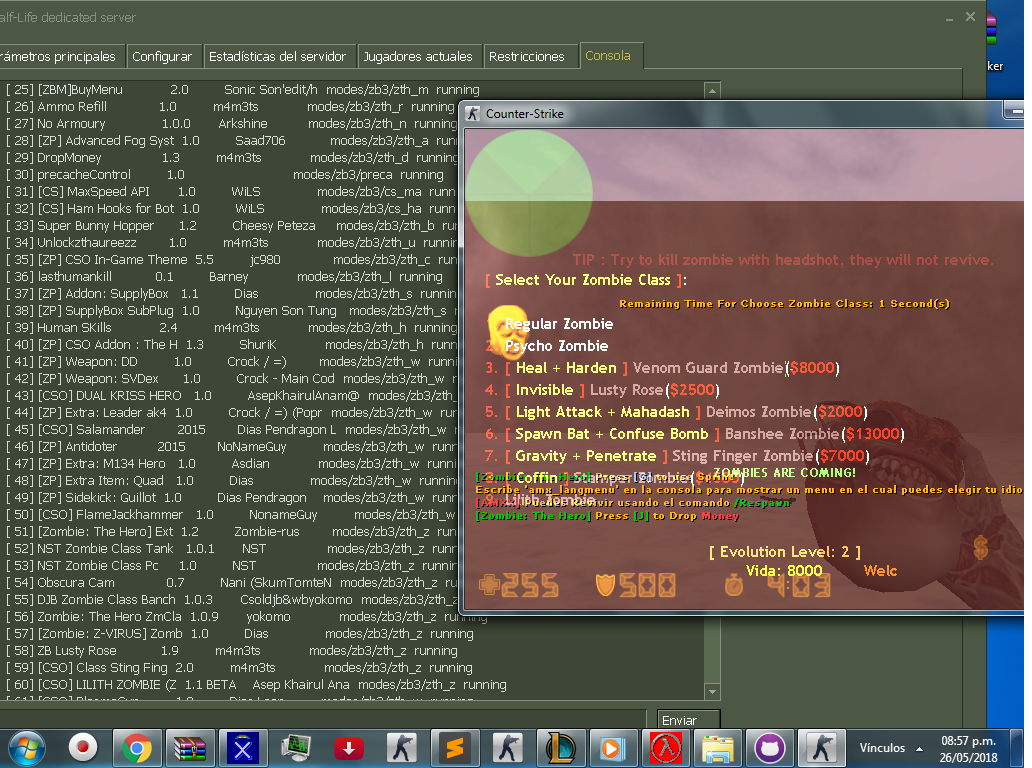 alf-Life dedicated server
rámetros principales Configurar Estadísticas del servidor Jugadores actuales Restricciones Consola
ker
[ 25] [ZBM]BuyMenu 2.0 Sonic Son'edit/h modes/zb3/zth_m running
[ 26] Ammo Refill 1.0 m4m3ts modes/zb3/zth_r running
[ 27] No Armoury 1.0.0 Arkshine modes/zb3/zth_n running
[ 28] [ZP] Advanced Fog Syst 1.0 Saad706 modes/zb3/zth_a running
[ 29] DropMoney 1.3 m4m3ts modes/zb3/zth_d running
[ 30] precacheControl 1.0 modes/zb3/preca running
[ 31] [CS] MaxSpeed API 1.0 WiLS modes/zb3/cs_ma running
[ 32] [CS] Ham Hooks for Bot 1.0 WiLS modes/zb3/cs_ha running
[ 33] Super Bunny Hopper 1.2 Cheesy Peteza modes/zb3/zth_b running
[ 34] Unlockzthaureezz 1.0 m4m3ts modes/zb3/zth_u running
[ 35] [ZP] CSO In-Game Theme 5.5 jc980 modes/zb3/zth_c running
[ 36] lasthumankill 0.1 Barney modes/zb3/zth_l running
[ 37] [ZP] Addon: SupplyBox 1.1 Dias modes/zb3/zth_s running
[ 38] [ZP] SupplyBox SubPlug 1.0 Nguyen Son Tung modes/zb3/zth_s running
[ 39] Human SKills 2.4 m4m3ts modes/zb3/zth_h running
[ 40] [ZP] CSO Addon : The H 1.3 ShuriK modes/zb3/zth_h running
[ 41] [ZP] Weapon: DD 1.0 Crock / =) modes/zb3/zth_w running
[ 42] [ZP] Weapon: SVDex 1.0 Crock - Main Cod modes/zb3/zth_w running
[ 43] [CSO] DUAL KRISS HERO 1.0 AsepKhairulAnam@ modes/zb3/zth_w
[ 44] [ZP] Extra: Leader ak4 1.0 Crock / =) (Popr modes/zb3/zth_w
[ 45] [CSO] Salamander 2015 Dias Pendragon L modes/zb3/zth_w
[ 46] [ZP] Antidoter 2015 NoNameGuy modes/zb3/zth_w
[ 47] [ZP] Extra: M134 Hero 1.0 Asdian modes/zb3/zth_w running
[ 48] [ZP] Extra Item: Quad 1.0 Dias modes/zb3/zth_w running
[ 49] [ZP] Sidekick: Guillot 1.0 Dias Pendragon modes/zb3/zth_w
[ 50] [CSO] FlameJackhammer 1.0 NonameGuy modes/zb3/zth_w
[ 51] [Zombie: The Hero] Ext 1.2 Zombie-rus modes/zb3/zth_w running
[ 52] NST Zombie Class Tank 1.0.1 NST modes/zb3/zth_z running
[ 53] NST Zombie Class Pc 1.0 NST modes/zb3/zth_z running
[ 54] Obscura Cam 0.7 Nani (SkumTomteN modes/zb3/zth_z
[ 55] DJB Zombie Class Banch 1.0.3 Csoldjb&wbyokomo modes/zb3/zth_z
[ 56] Zombie: The Hero ZmCla 1.0.9 yokomo modes/zb3/zth_z running
[ 57] [Zombie: Z-VIRUS] Zomb 1.0 Dias modes/zb3/zth_z running
[ 58] ZB Lusty Rose 1.9 m4m3ts modes/zb3/zth_z running
[ 59] [CSO] Class Sting Fing 2.0 m4m3ts modes/zb3/zth_z running
[ 60] [CSO] LILITH ZOMBIE (Z 1.1 BETA Asep Khairul Ana modes/zb3/zth_z running
Enviar
Counter-Strike
TIP : Try to kill zombie with headshot, they will not revive.
[ Select Your Zombie Class ]:
Remaining Time For Choose Zombie Class: 1 Second(s)
Regular Zombie
2. Psycho Zombie
3. [ Heal + Harden ] Venom Guard Zombie($8000)
4. [ Invisible ] Lusty Rose($2500)
5. [ Light Attack + Mahadash ] Deimos Zombie($2000)
6. [ Spawn Bat + Confuse Bomb ] Banshee Zombie($13000)
7. [ Gravity + Penetrate ] Sting Finger Zombie($7000)
Coffin ] Zombie
ZOMBIES ARE COMING!
Escribe 'amx_langmenu' en la consola para mostrar un menu en el cual puedes elegir tu idio
Lilith Zombie
revivir usando el comando /Respawn
[Zombie: The Hero] Press [J] to Drop Money
[ Evolution Level: 2 ]
Vida: 8000 Welc
255 500 4:03
Vínculos 08:57 p.m.
26/05/2018